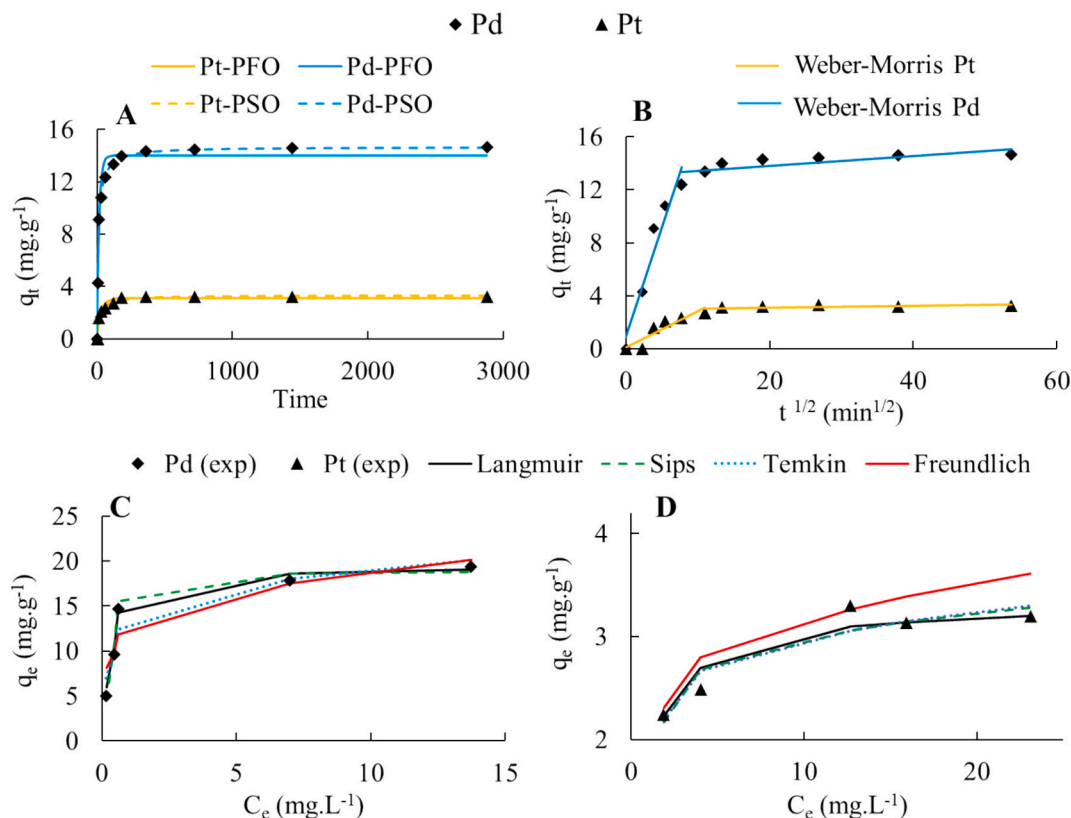 Pd Pt
Pt-PFO Pd-PFO
Pt-PSO Pd-PSO
A
16
12
8
4
0
0 1000 2000 3000
qt (mg.g-1)
Time
Weber-Morris Pt
Weber-Morris Pd
B
16
12
8
4
0
0 20 40 60
qt (mg.g-1)
t 1/2 (min1/2)
Pd (exp) Pt (exp) Langmuir Sips Temkin Freundlich
C
25
20
15
10
5
0
0 5 10 15
qe (mg.g-1)
Ce (mg.L-1)
D
4
3
2
0 10 20
qe (mg.g-1)
Ce (mg.L-1)